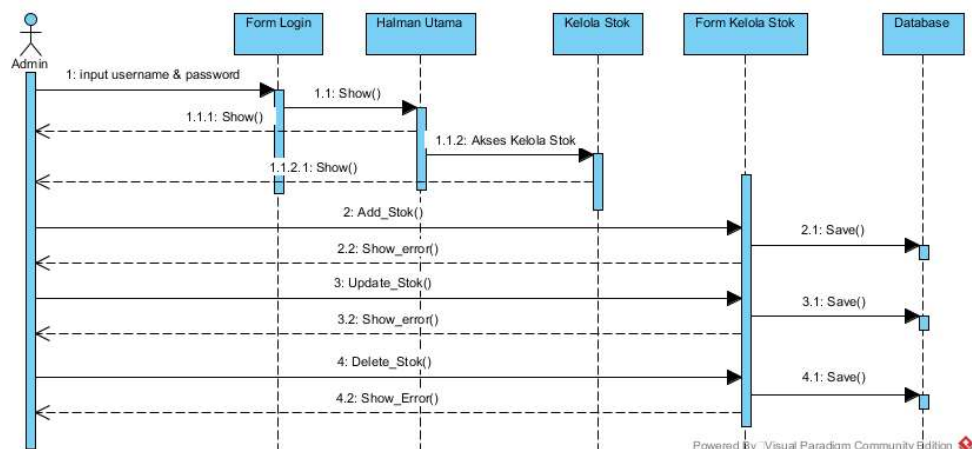 Form Login
Halman Utama
Kelola Stok
Form Kelola Stok
Database
Admin
1: input username & password
1.1: Show()
1.1.1: Show()
1.1.2: Akses Kelola Stok
1.1.2.1: Show()
2: Add_Stok()
2.1: Save()
2.2: Show_error()
3: Update_Stok()
3.1: Save()
3.2: Show_error()
4: Delete_Stok()
4.1: Save()
4.2: Show_Error()
Powered By Visual Paradigm Community Edition